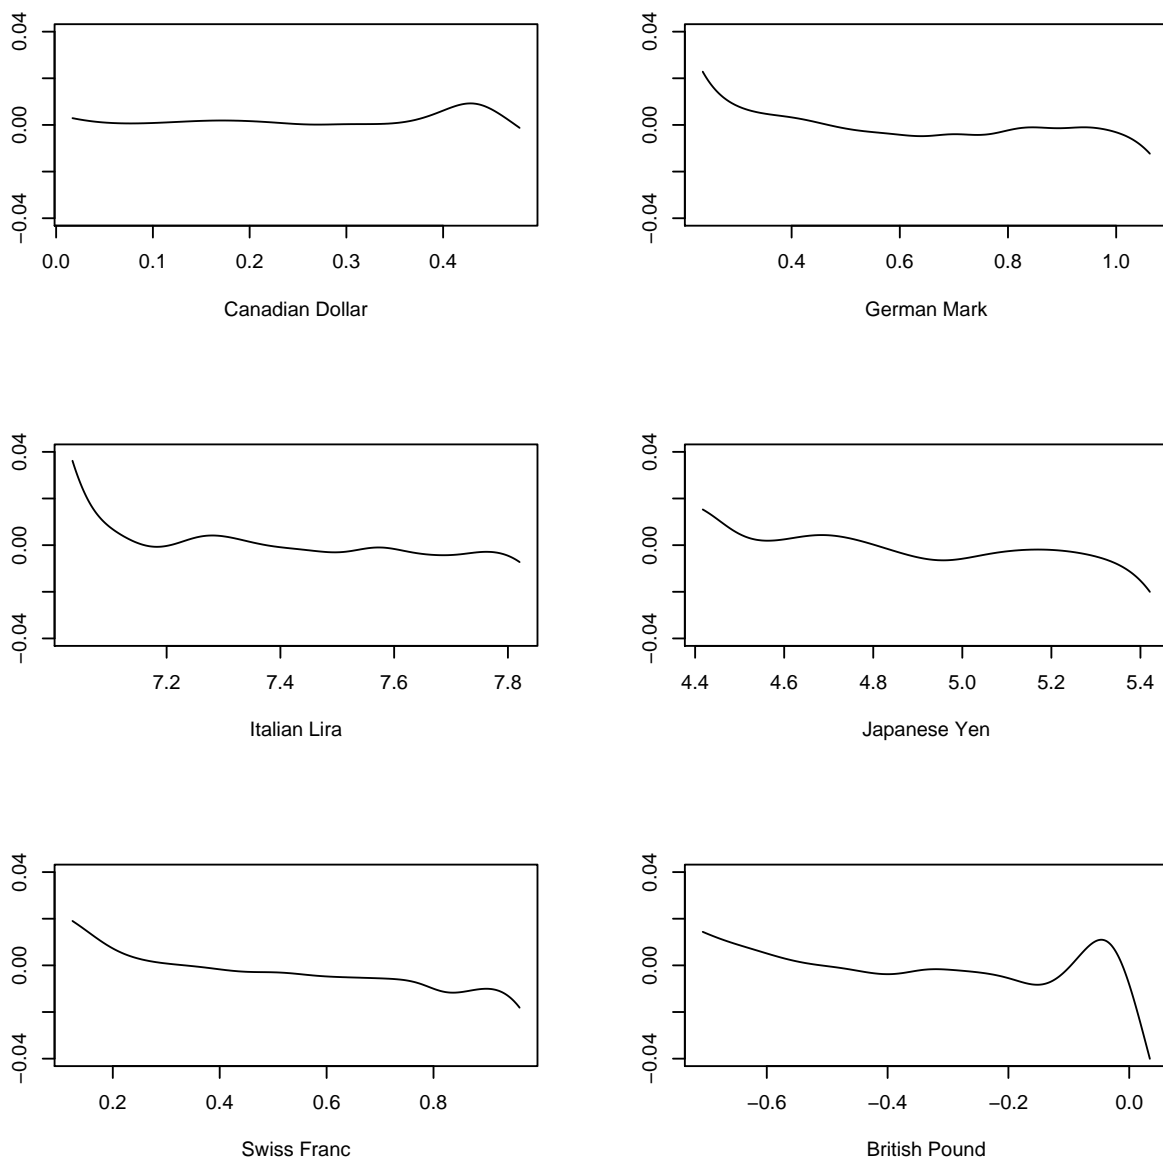 0.04
0.00
−0.04
0.0 0.1 0.2 0.3 0.4
Canadian Dollar
0.04
0.00
−0.04
0.4 0.6 0.8 1.0
German Mark
0.04
0.00
−0.04
7.2 7.4 7.6 7.8
Italian Lira
0.04
0.00
−0.04
4.4 4.6 4.8 5.0 5.2 5.4
Japanese Yen
0.04
0.00
−0.04
0.2 0.4 0.6 0.8
Swiss Franc
0.04
0.00
−0.04
−0.6 −0.4 −0.2 0.0
British Pound